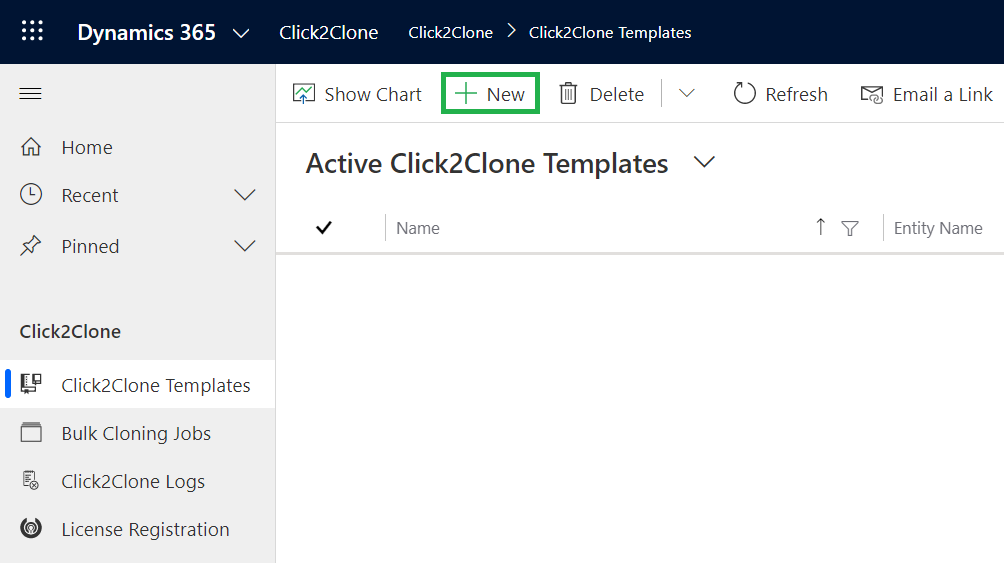 Dynamics 365 Click2Clone Click2Clone Click2Clone Templates
Show Chart New Delete Refresh Email a Link
Home
Recent
Pinned
Click2Clone
Click2Clone Templates
Bulk Cloning Jobs
Click2Clone Logs
License Registration
Active Click2Clone Templates
Name Entity Name